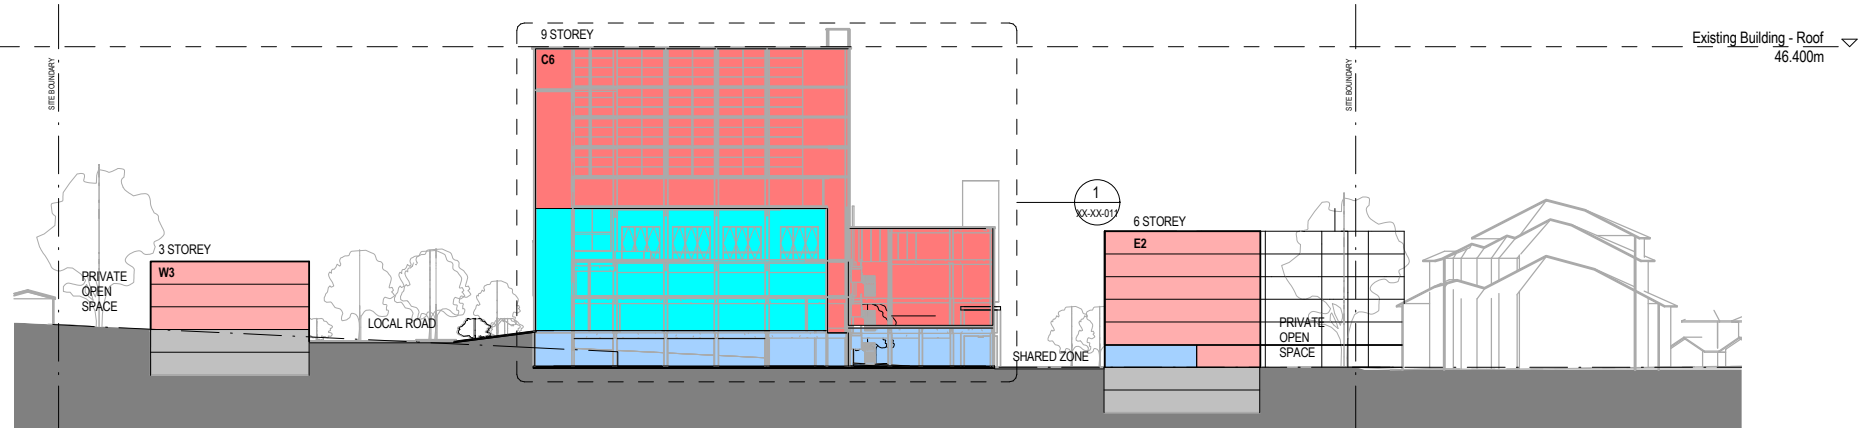 9 STOREY
Existing Building - Roof
46.400m
SITE BOUNDARY
C6
SITE BOUNDARY
1
XX-XX-011
6 STOREY
E2
3 STOREY
W3
PRIVATE
OPEN
SPACE
LOCAL ROAD
PRIVATE
OPEN
SPACE
SHARED ZONE